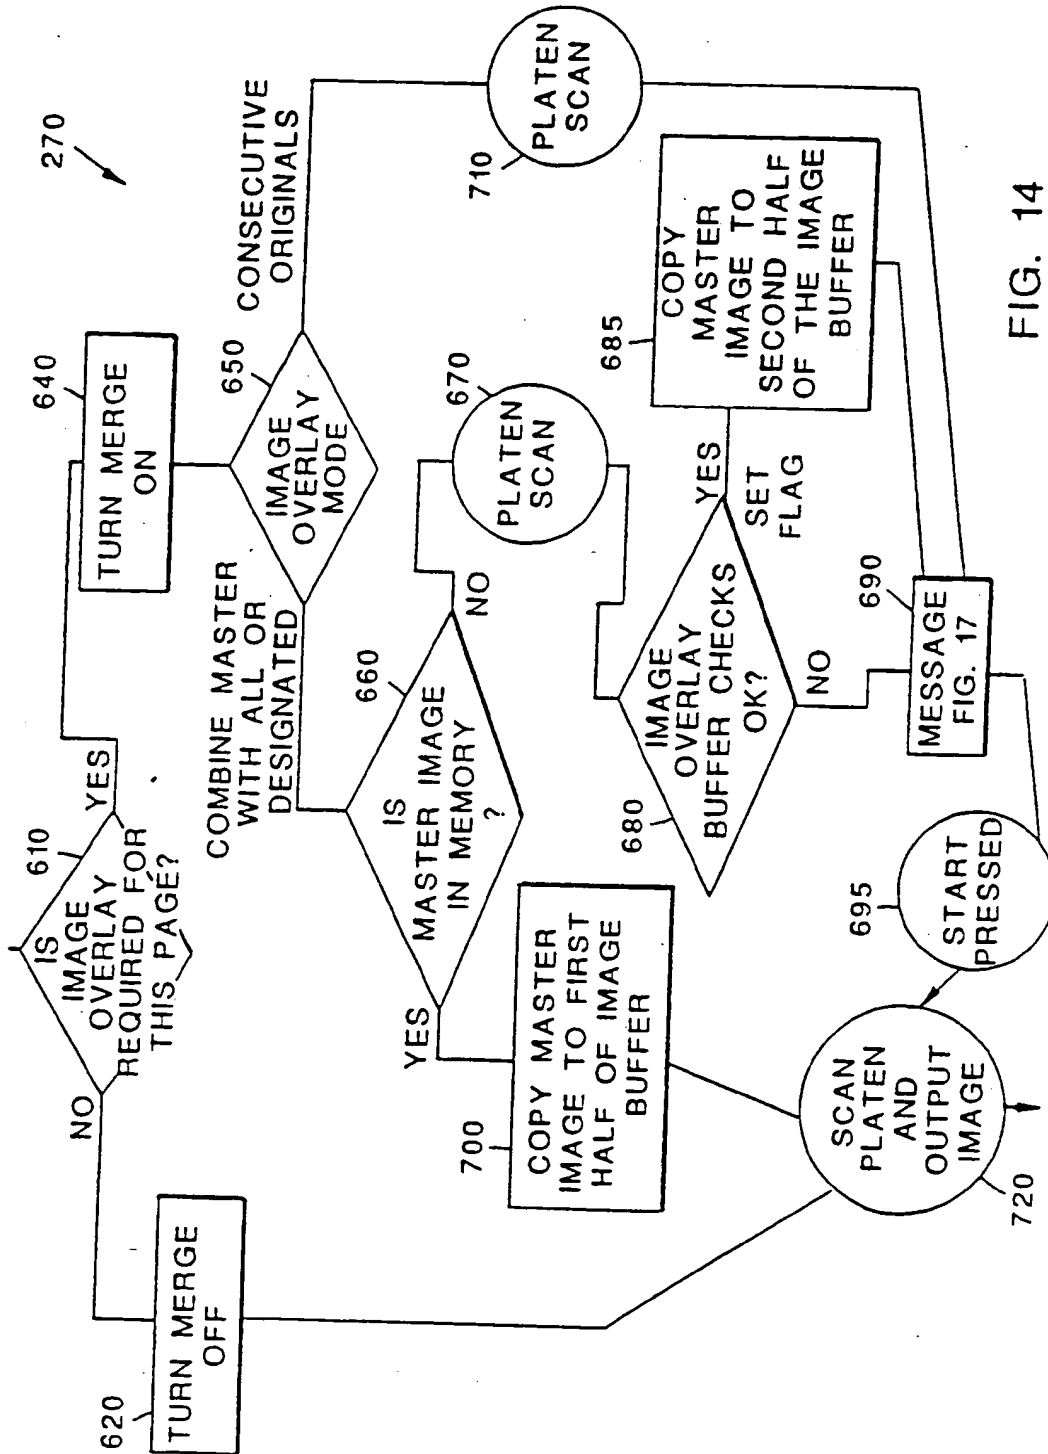 270
610
IS
IMAGE
OVERLAY
REQUIRED FOR
THIS PAGE?
NO
YES
620
TURN MERGE
OFF
640
TURN MERGE
ON
650
IMAGE
OVERLAY
MODE
COMBINE MASTER
WITH ALL OR
DESIGNATED
CONSECUTIVE
ORIGINALS
660
IS
MASTER IMAGE
IN MEMORY
?
YES
NO
670
PLATEN
SCAN
710
PLATEN
SCAN
700
COPY MASTER
IMAGE TO FIRST
HALF OF IMAGE
BUFFER
680
IMAGE
OVERLAY
BUFFER CHECKS
OK?
YES
SET
FLAG
NO
685
COPY
MASTER
IMAGE TO
SECOND HALF
OF THE IMAGE
BUFFER
690
MESSAGE
FIG. 17
695
START
PRESSED
SCAN
PLATEN
AND
OUTPUT
IMAGE
720
FIG. 14